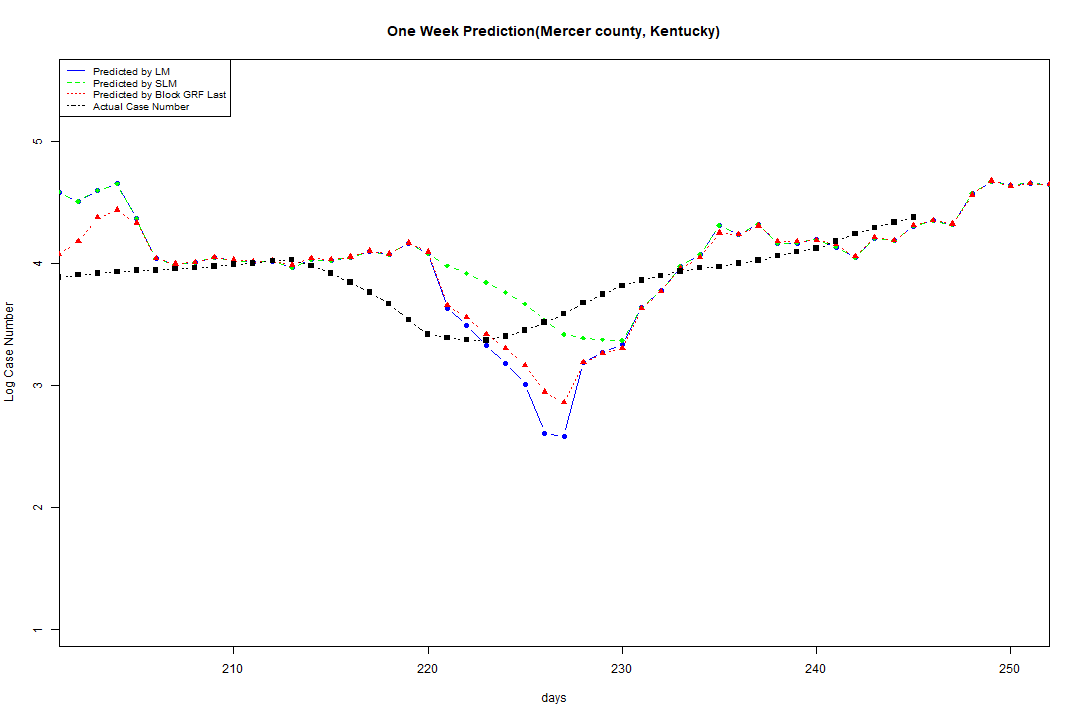 One Week Prediction(Mercer county, Kentucky)
Predicted by LM
Predicted by SLM
Predicted by Block GRF Last
Actual Case Number
5
4
3
2
1
Log Case Number
210 220 230 240 250
days